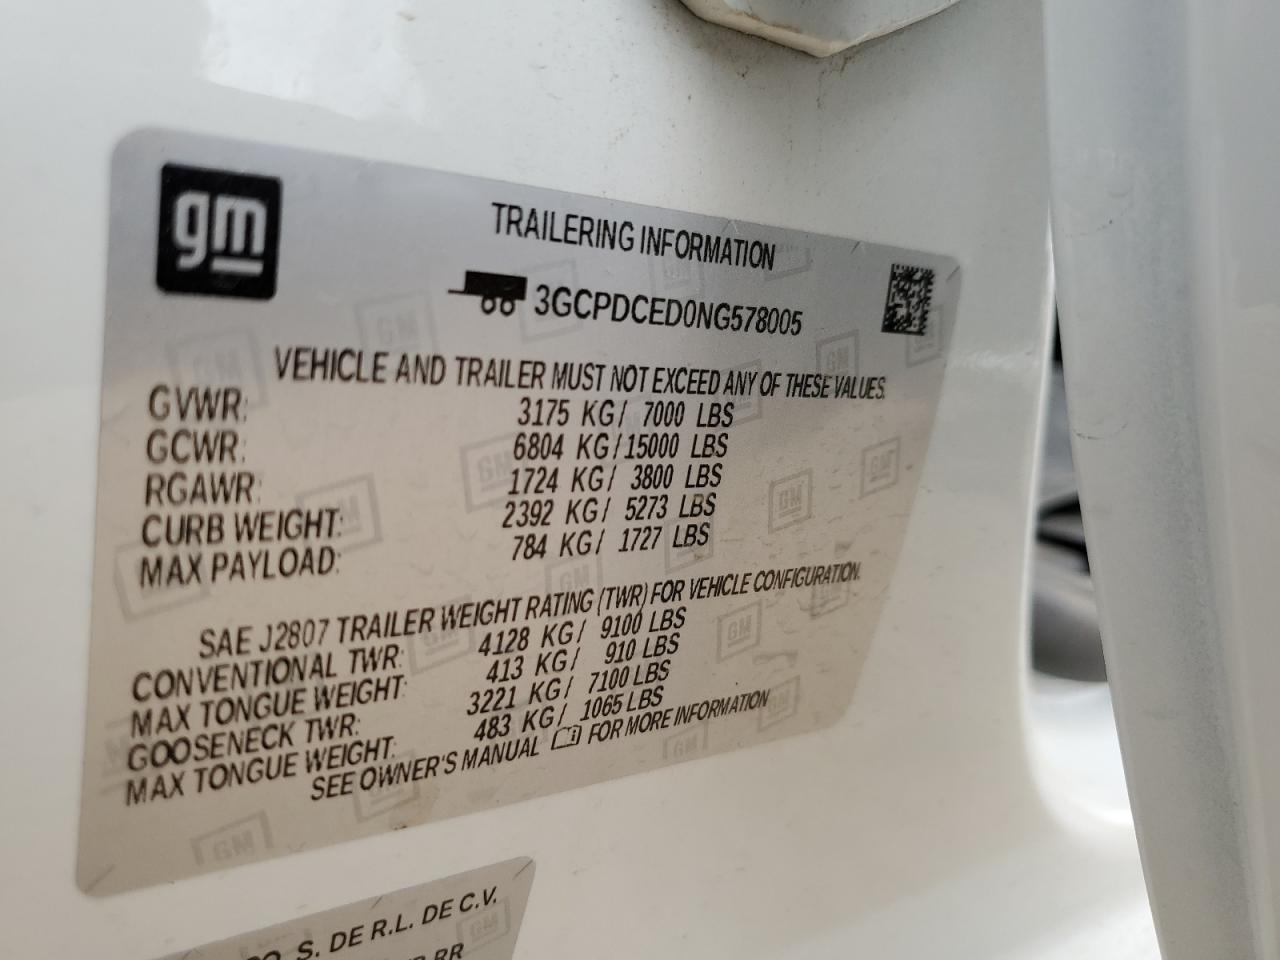 gm
TRAILERING INFORMATION
3GCPDCED0NG578005
VEHICLE AND TRAILER MUST NOT EXCEED ANY OF THESE VALUES.
GVWR: 3175 KG/ 7000 LBS
GCWR: 6804 KG/15000 LBS
RGAWR: 1724 KG/ 3800 LBS
CURB WEIGHT: 2392 KG/ 5273 LBS
MAX PAYLOAD: 784 KG/ 1727 LBS
SAE J2807 TRAILER WEIGHT RATING (TWR) FOR VEHICLE CONFIGURATION.
CONVENTIONAL TWR: 4128 KG/ 9100 LBS
MAX TONGUE WEIGHT: 413 KG/ 910 LBS
GOOSENECK TWR: 3221 KG/ 7100 LBS
MAX TONGUE WEIGHT: 483 KG/ 1065 LBS
SEE OWNER'S MANUAL FOR MORE INFORMATION
S. DE R.L. DE C.V.
RR